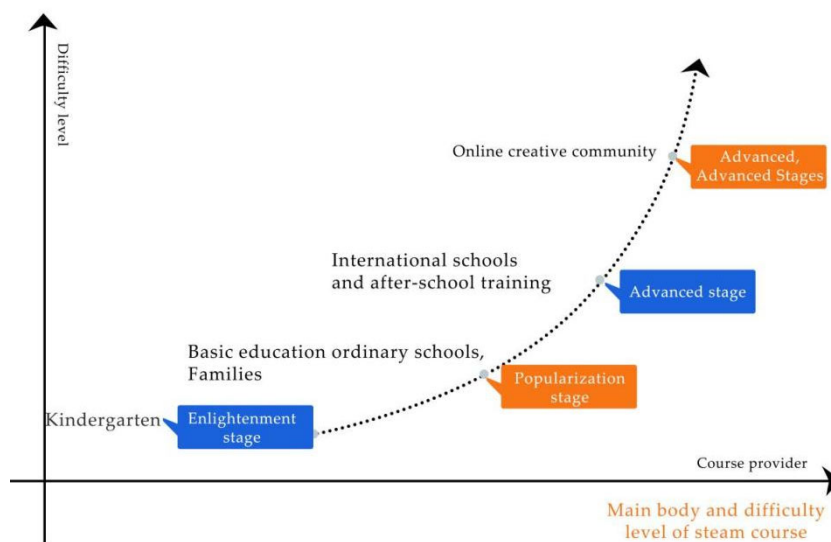 Difficulty level
Online creative community
Advanced,
Advanced Stages
International schools
and after-school training
Advanced stage
Basic education ordinary schools,
Families
Popularization
stage
Kindergarten
Enlightenment
stage
Course provider
Main body and difficulty
level of steam course